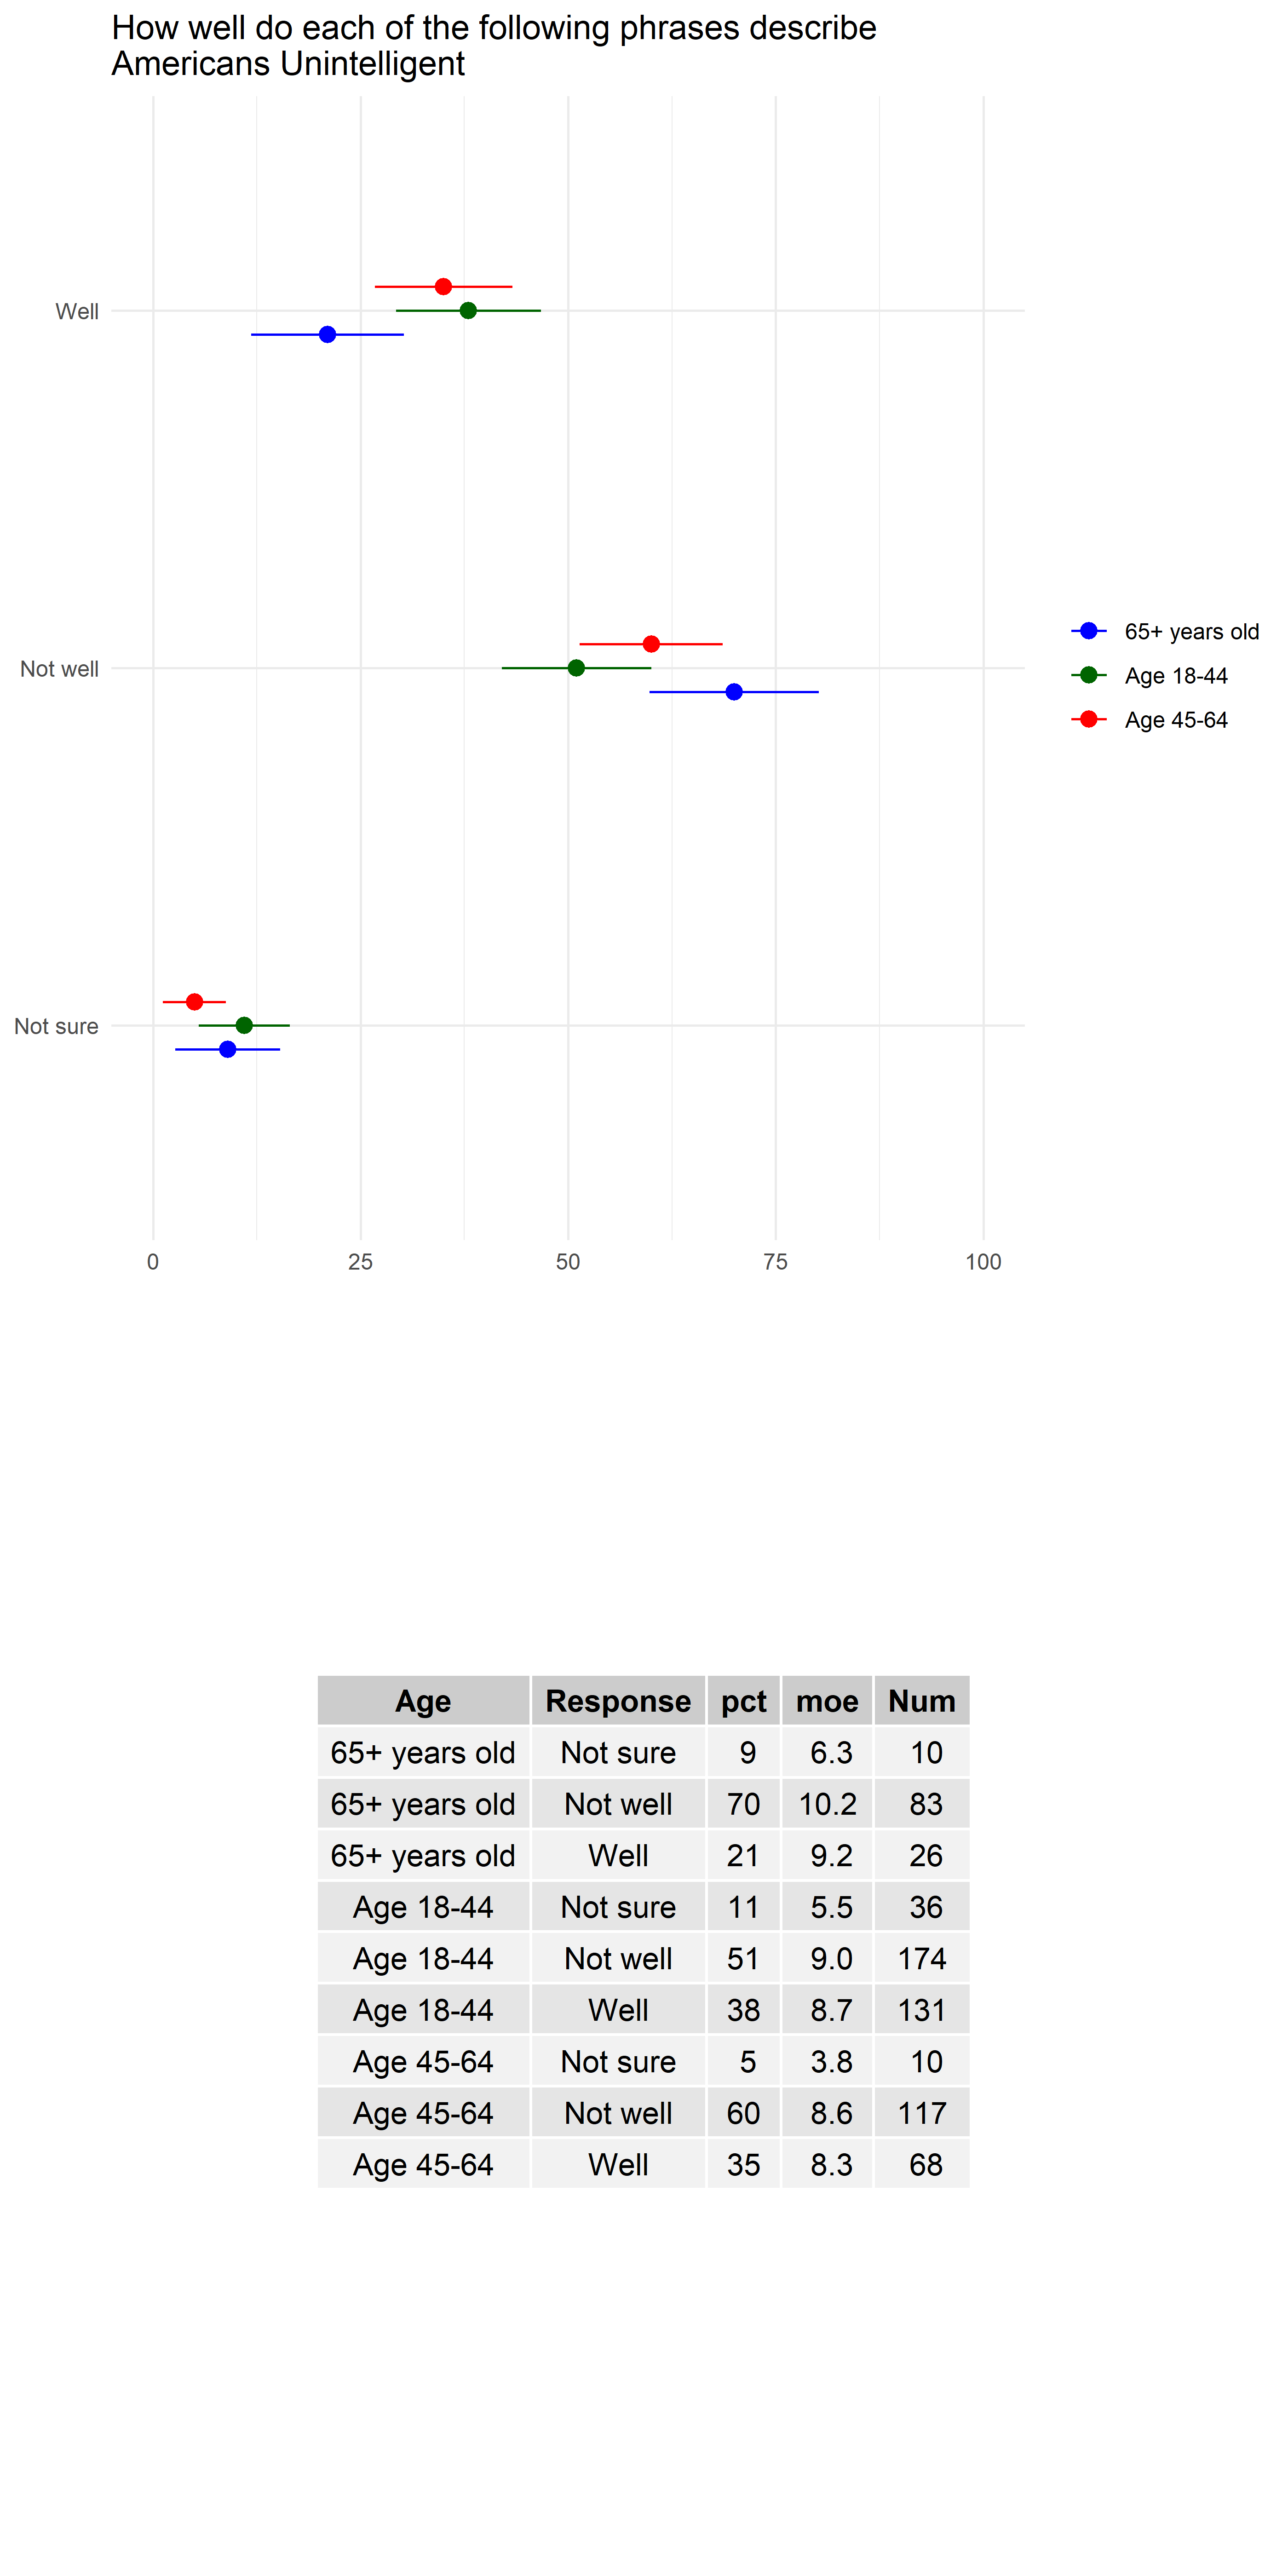 How well do each of the following phrases describe
Americans Unintelligent
Well
Not well
Not sure
0 25 50 75 100
65+ years old
Age 18-44
Age 45-64
Age Response pct moe Num
65+ years old Not sure 9 6.3 10
65+ years old Not well 70 10.2 83
65+ years old Well 21 9.2 26
Age 18-44 Not sure 11 5.5 36
Age 18-44 Not well 51 9.0 174
Age 18-44 Well 38 8.7 131
Age 45-64 Not sure 5 3.8 10
Age 45-64 Not well 60 8.6 117
Age 45-64 Well 35 8.3 68